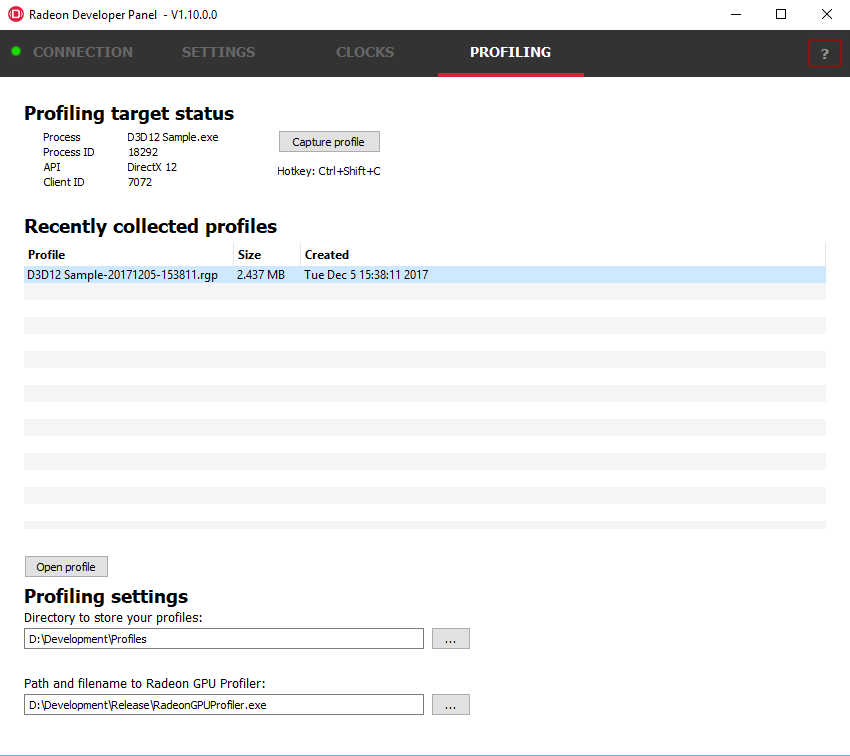 Radeon Developer Panel - V1.10.0.0
CONNECTION SETTINGS CLOCKS PROFILING ?
Profiling target status
Process D3D12 Sample.exe
Capture profile
Process ID 18292
API DirectX 12
Hotkey: Ctrl+Shift+C
Client ID 7072
Recently collected profiles
Profile Size Created
D3D12 Sample-20171205-153811.rgp 2.437 MB Tue Dec 5 15:38:11 2017
Open profile
Profiling settings
Directory to store your profiles:
D:\Development\Profiles ...
Path and filename to Radeon GPU Profiler:
D:\Development\Release\RadeonGPUProfiler.exe ...